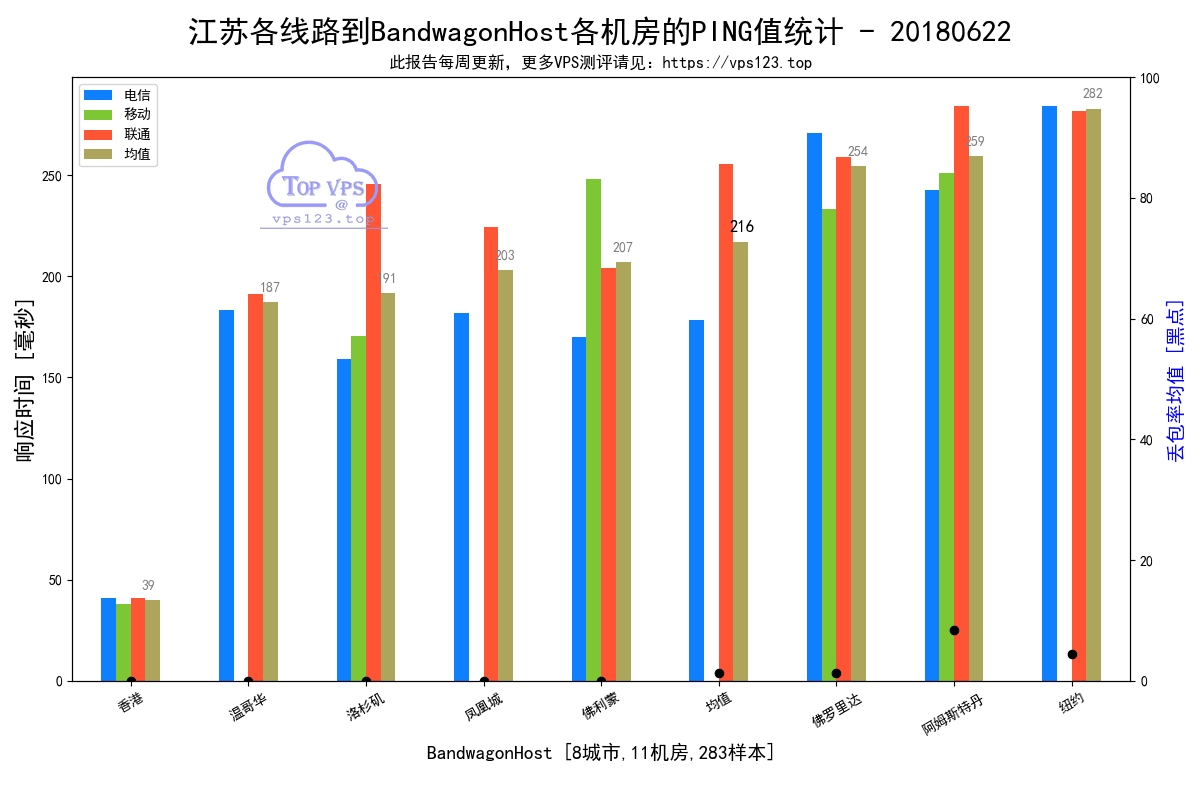 江苏各线路到BandwagonHost各机房的PING值统计 - 20180622
此报告每周更新，更多VPS测评请见：https://vps123.top
电信
移动
联通
均值
TOP VPS
@
vps123.top
响应时间 [毫秒]
丢包率均值 [黑点]
250
200
150
100
50
0
100
80
60
40
20
0
39
187
191
203
207
216
254
259
282
香港
温哥华
洛杉矶
凤凰城
佛利蒙
均值
佛罗里达
阿姆斯特丹
纽约
BandwagonHost [8城市,11机房,283样本]